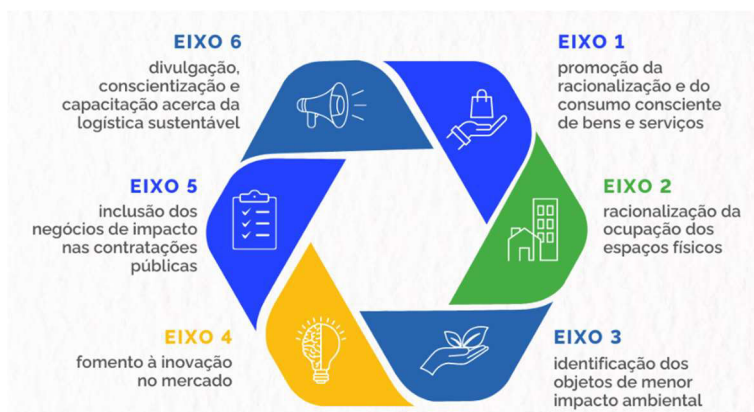 EIXO 6
divulgação,
conscientização e
capacitação acerca da
logística sustentável
EIXO 1
promoção da
racionalização e do
consumo consciente
de bens e serviços
EIXO 5
inclusão dos
negócios de impacto
nas contratações
públicas
EIXO 2
racionalização da
ocupação dos
espaços físicos
EIXO 4
fomento à inovação
no mercado
EIXO 3
identificação dos
objetos de menor
impacto ambiental